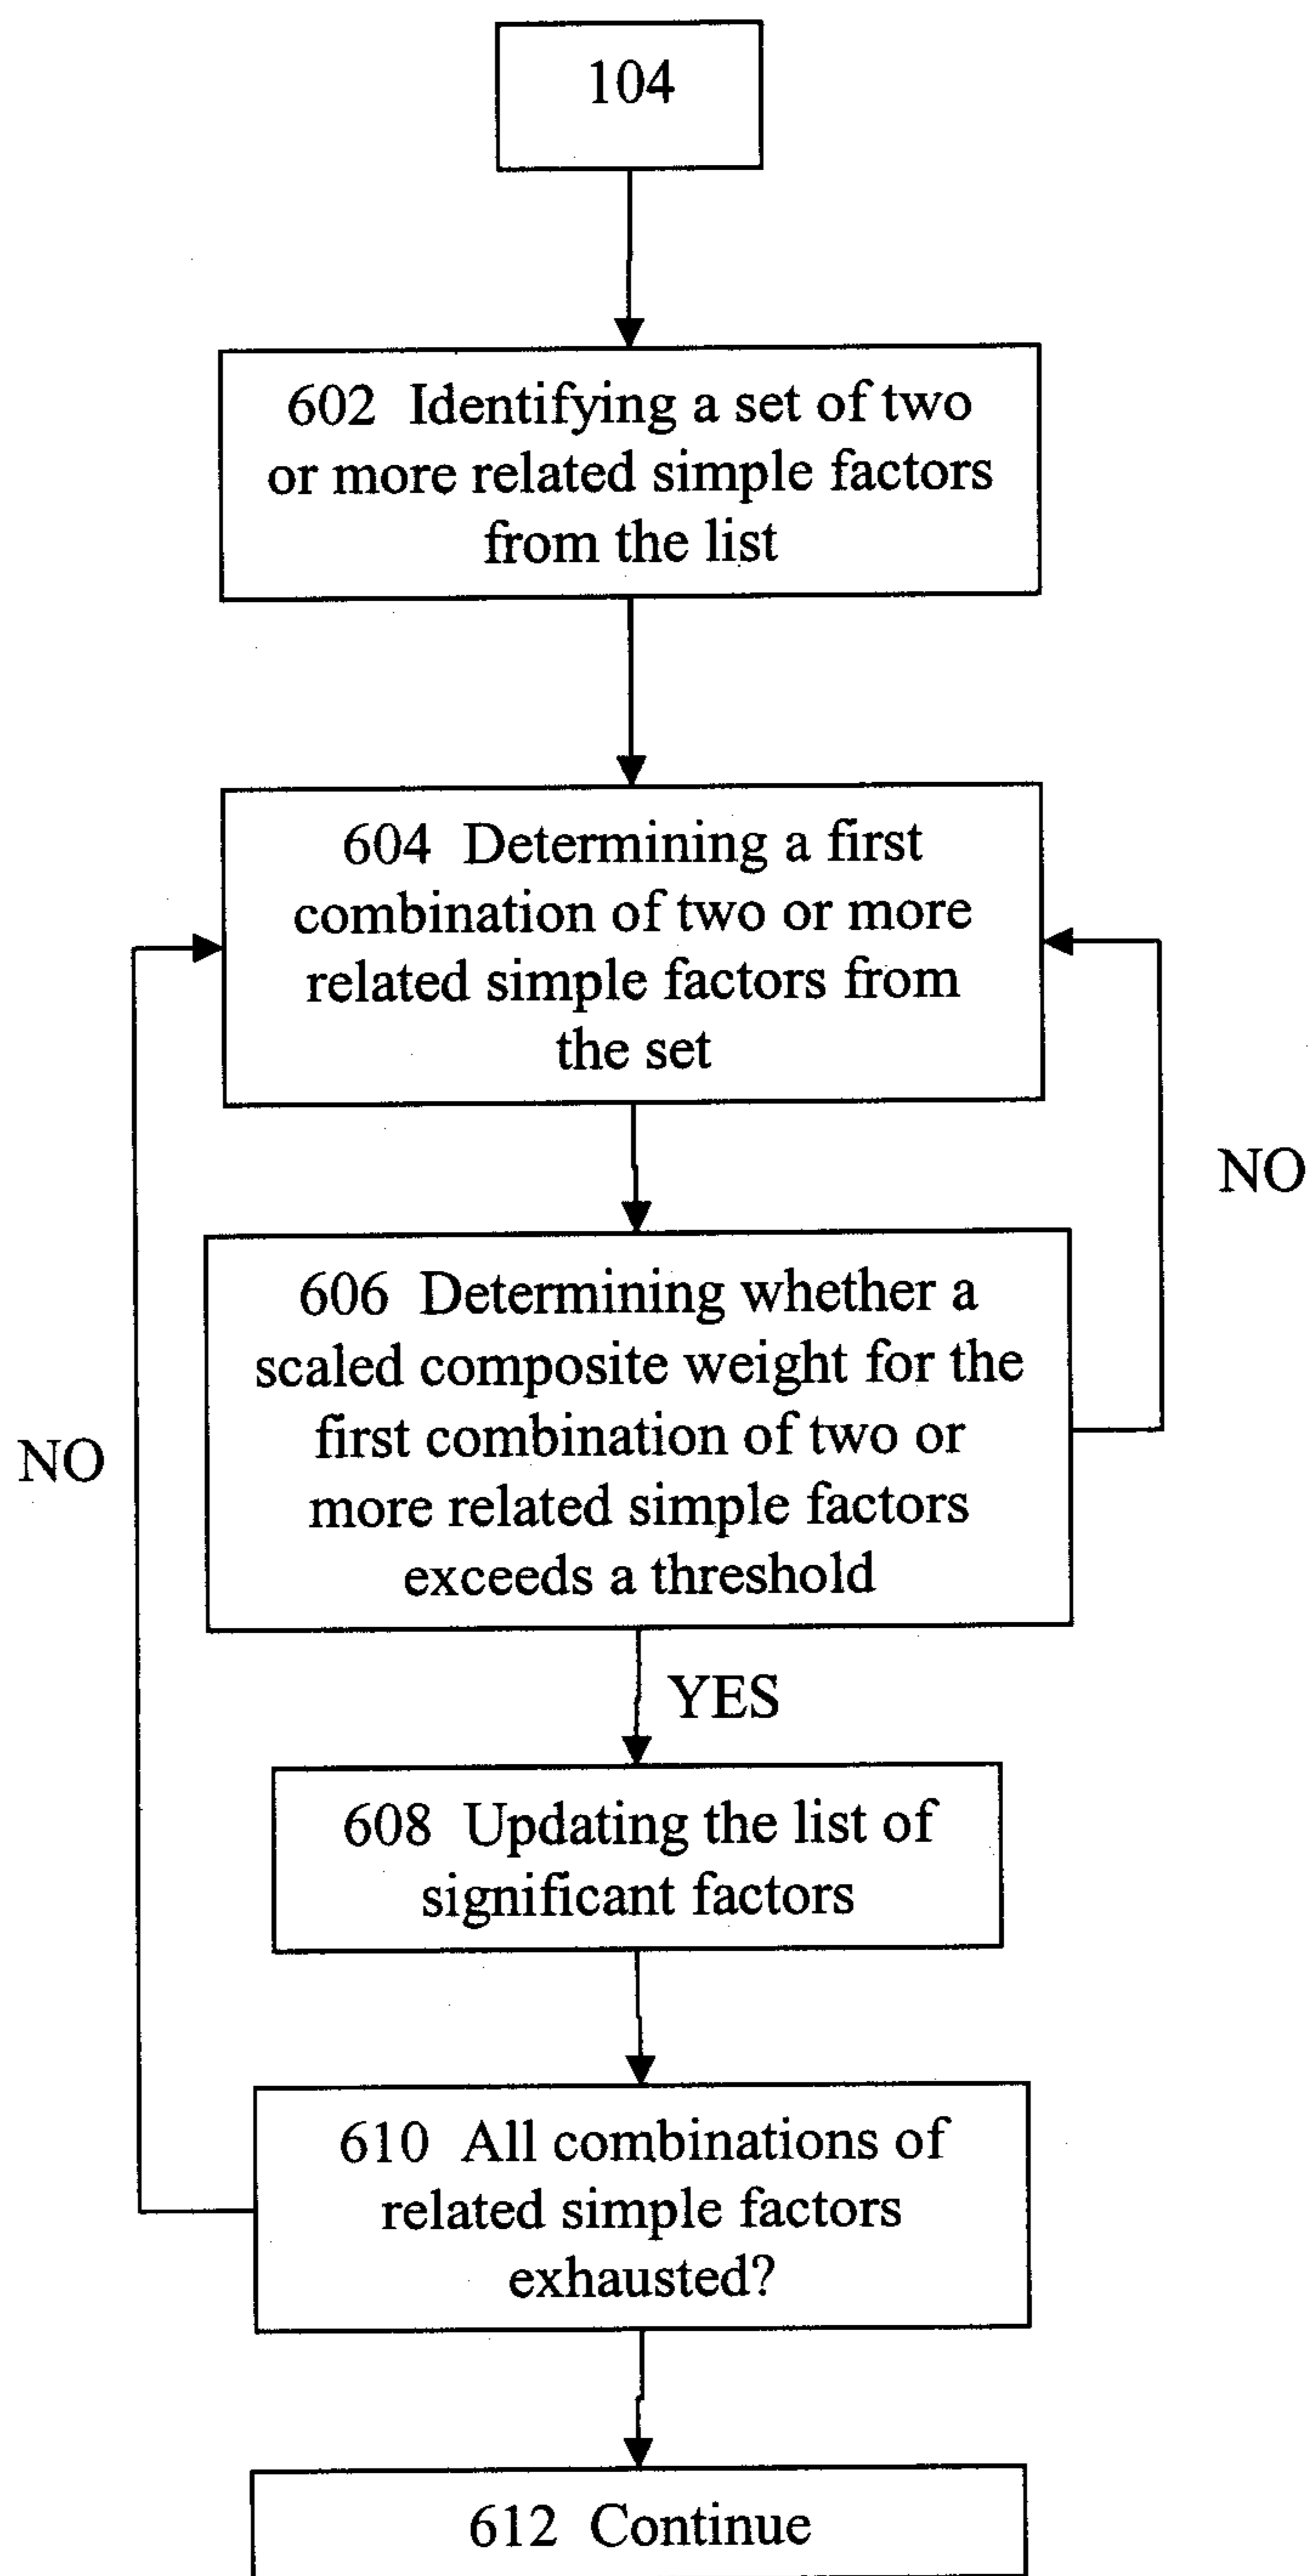 104
602 Identifying a set of two
or more related simple factors
from the list
604 Determining a first
combination of two or more
related simple factors from
the set
NO
606 Determining whether a
scaled composite weight for the
first combination of two or
more related simple factors
exceeds a threshold
NO
YES
608 Updating the list of
significant factors
610 All combinations of
related simple factors
exhausted?
612 Continue